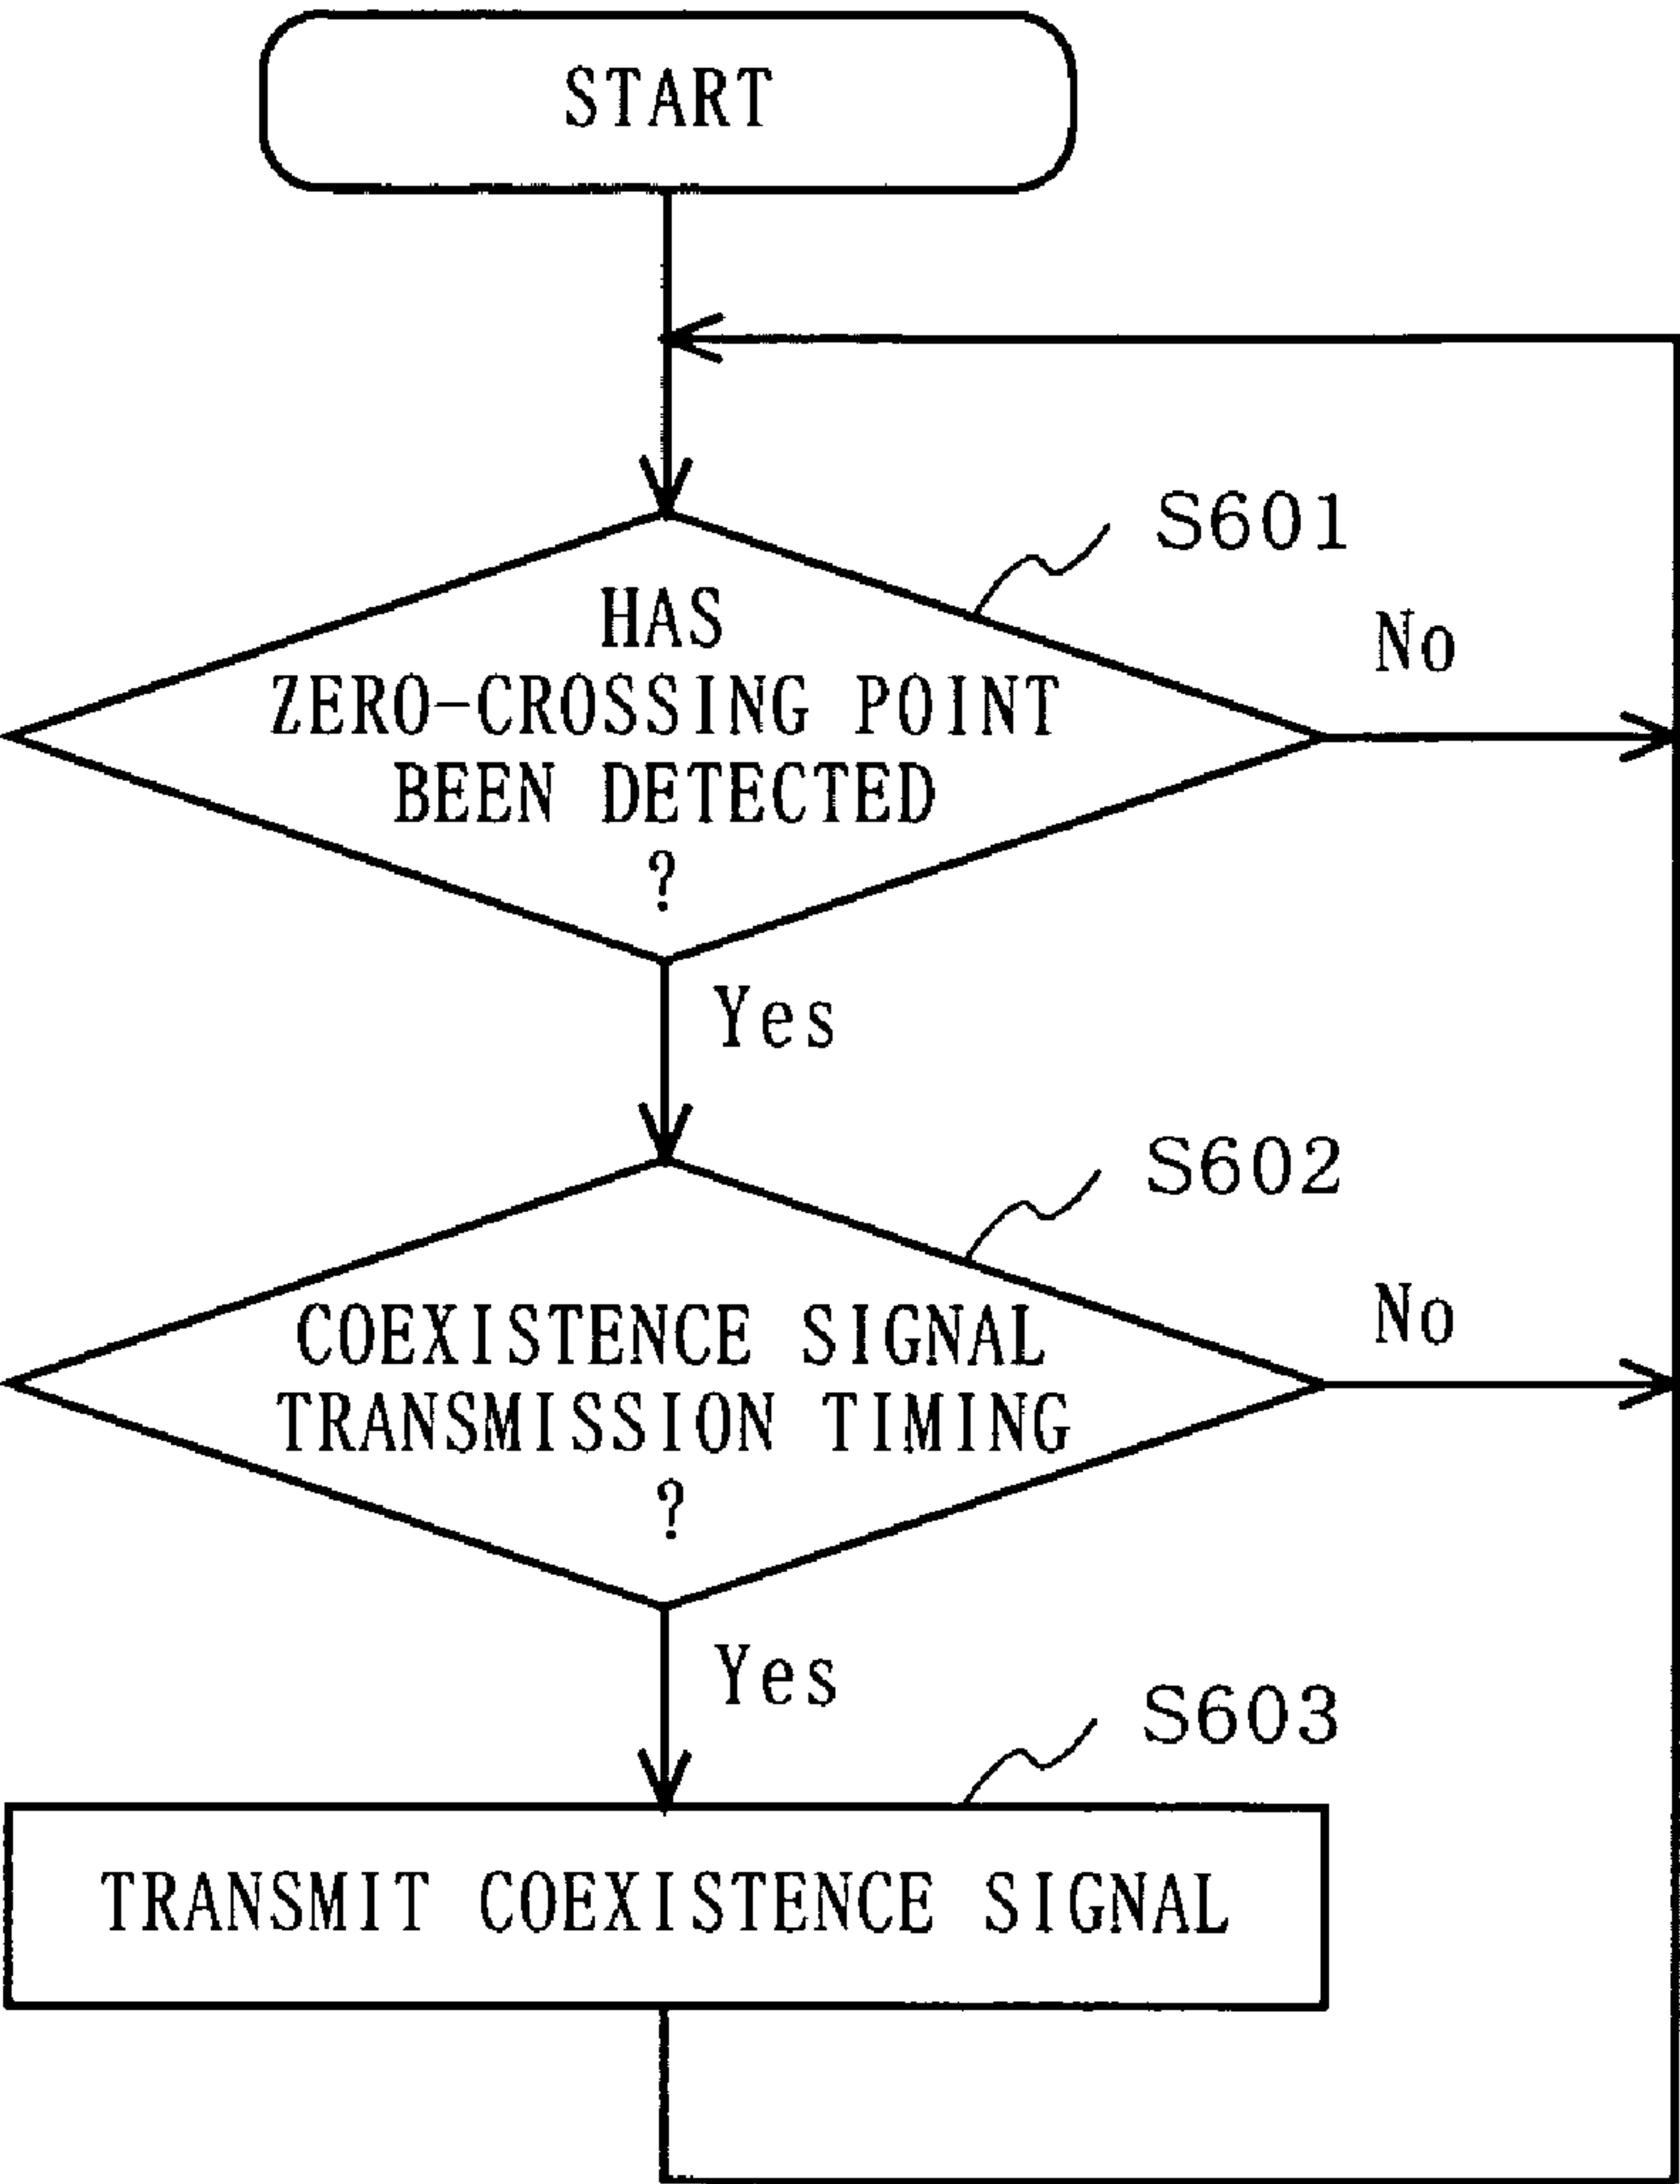 START
S601
HAS
ZERO-CROSSING POINT
BEEN DETECTED
?
No
Yes
S602
COEXISTENCE SIGNAL
TRANSMISSION TIMING
?
No
Yes
S603
TRANSMIT COEXISTENCE SIGNAL